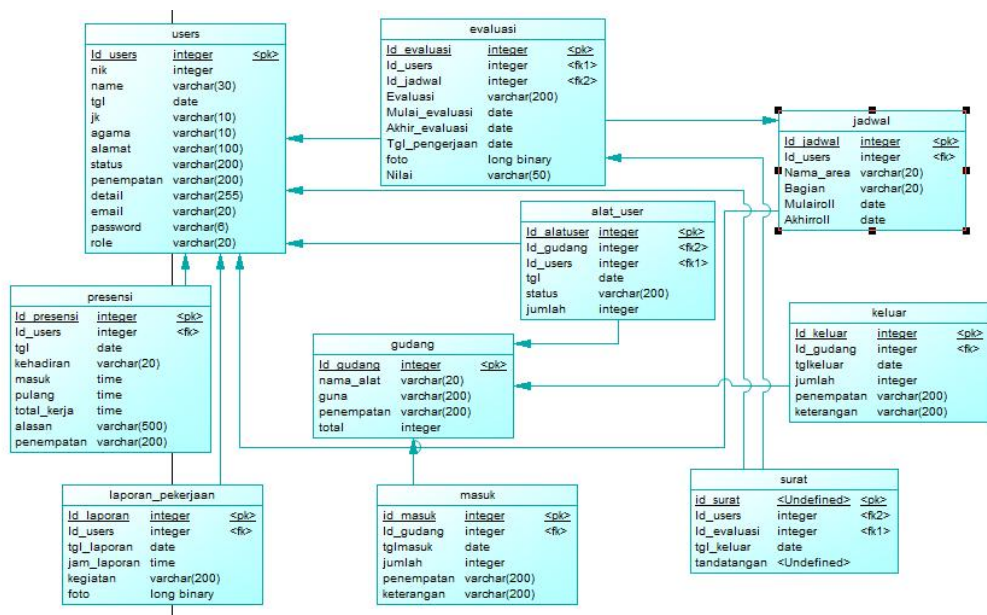 users
Id_users integer <pk>
nik integer
name varchar(30)
tgl date
jk varchar(10)
agama varchar(10)
alamat varchar(100)
status varchar(200)
penempatan varchar(200)
detail varchar(255)
email varchar(20)
password varchar(6)
role varchar(20)
evaluasi
Id_evaluasi integer <pk>
Id_users integer <fk1>
Id_jadwal integer <fk2>
Evaluasi varchar(200)
Mulai_evaluasi date
Akhir_evaluasi date
Tgl_pengerjaan date
foto long binary
Nilai varchar(50)
jadwal
Id_jadwal integer <pk>
Id_users integer <fk>
Nama_area varchar(20)
Bagian varchar(20)
Mulairoll date
Akhirroll date
alat_user
Id_alatuser integer <pk>
Id_gudang integer <fk2>
Id_users integer <fk1>
tgl date
status varchar(200)
jumlah integer
presensi
Id_presensi integer <pk>
Id_users integer <fk>
tgl date
kehadiran varchar(20)
masuk time
pulang time
total_kerja time
alasan varchar(500)
penempatan varchar(200)
gudang
Id_gudang integer <pk>
nama_alat varchar(20)
guna varchar(200)
penempatan varchar(200)
total integer
keluar
Id_keluar integer <pk>
Id_gudang integer <fk>
tglkeluar date
jumlah integer
penempatan varchar(200)
keterangan varchar(200)
laporan_pekerjaan
Id_laporan integer <pk>
Id_users integer <fk>
tgl_laporan date
jam_laporan time
kegiatan varchar(200)
foto long binary
masuk
id_masuk integer <pk>
Id_gudang integer <fk>
tglmasuk date
jumlah integer
penempatan varchar(200)
keterangan varchar(200)
surat
id_surat <Undefined> <pk>
Id_users integer <fk2>
Id_evaluasi integer <fk1>
tgl_keluar date
tandatangan <Undefined>